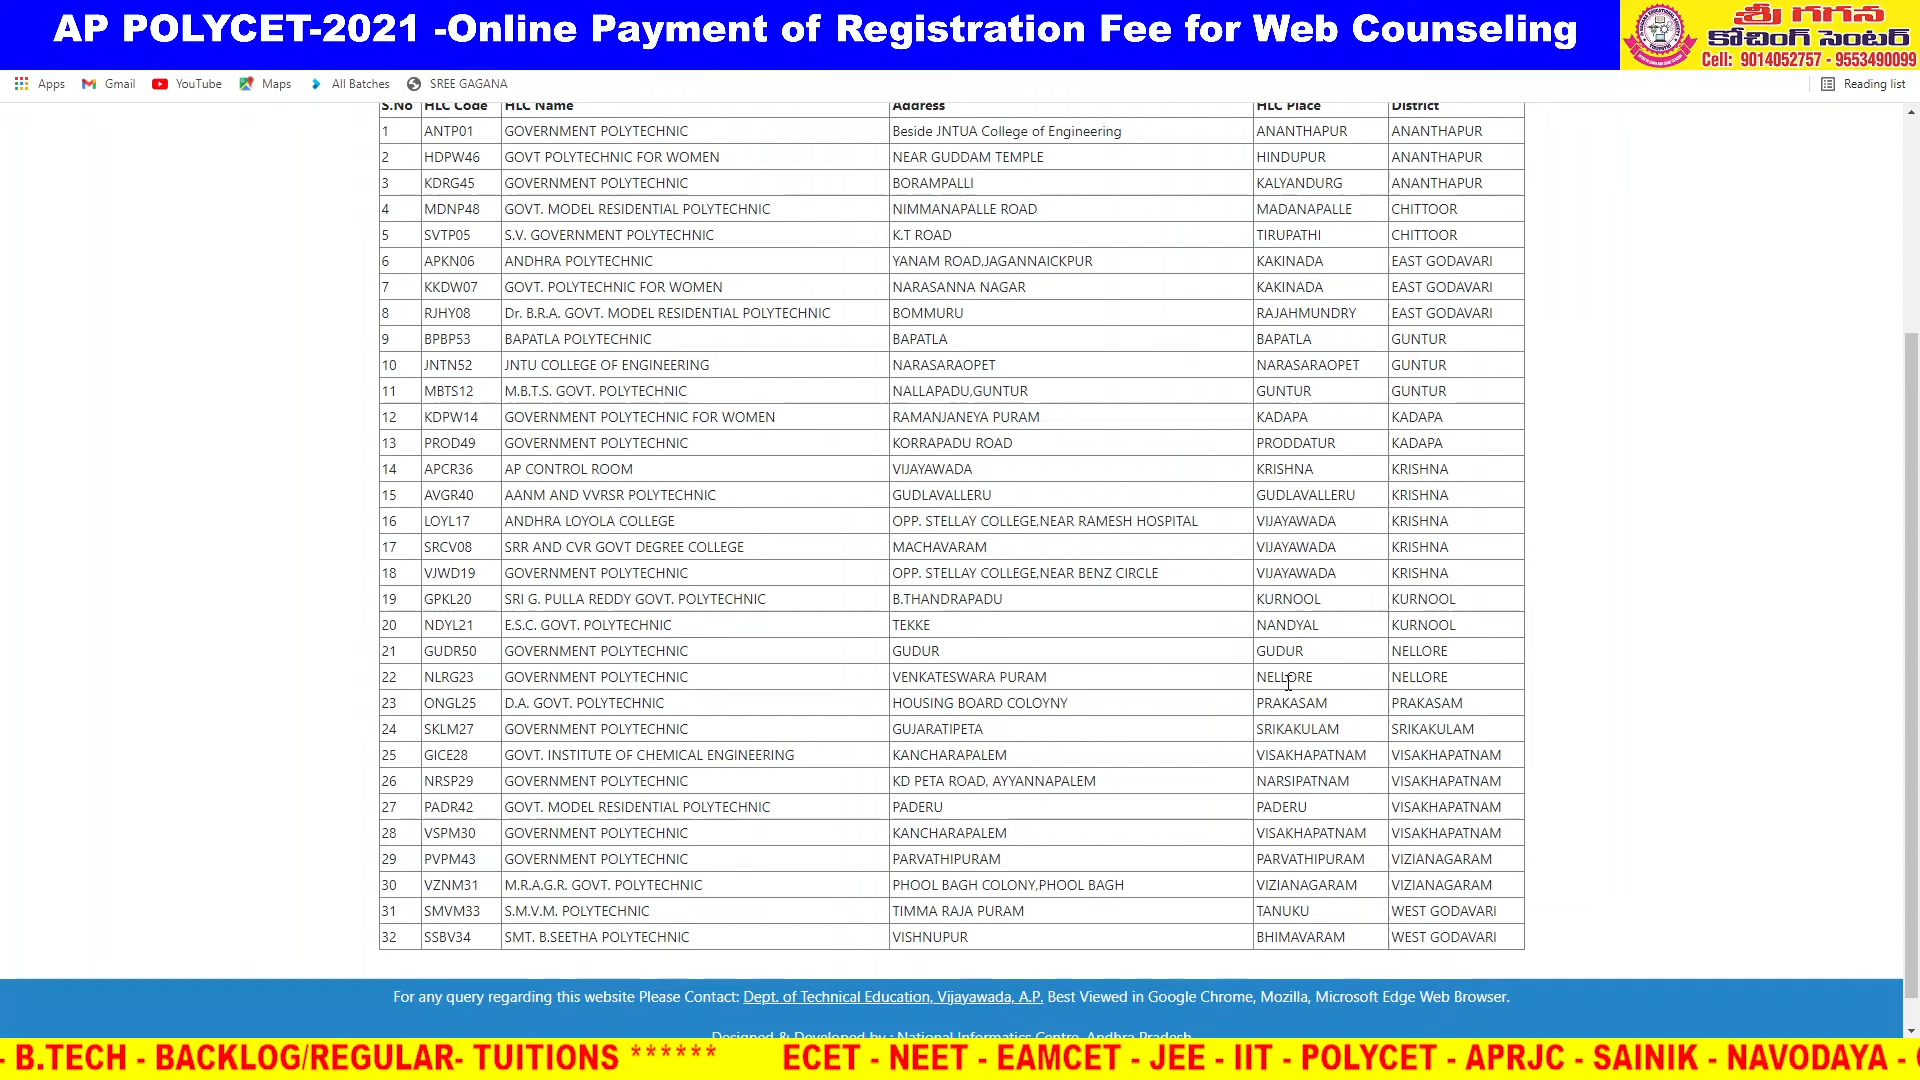 AP POLYCET-2021 -Online Payment of Registration Fee for Web Counseling
శ్రీ గగన
కోచింగ్ సెంటర్
Cell: 9014052757 - 9553490099
Apps Gmail YouTube Maps All Batches SREE GAGANA Reading list
S.No HLC Code HLC Name Address HLC Place District
1 ANTP01 GOVERNMENT POLYTECHNIC Beside JNTUA College of Engineering ANANTHAPUR ANANTHAPUR
2 HDPW46 GOVT POLYTECHNIC FOR WOMEN NEAR GUDDAM TEMPLE HINDUPUR ANANTHAPUR
3 KDRG45 GOVERNMENT POLYTECHNIC BORAMPALLI KALYANDURG ANANTHAPUR
4 MDNP48 GOVT. MODEL RESIDENTIAL POLYTECHNIC NIMMANAPALLE ROAD MADANAPALLE CHITTOOR
5 SVTP05 S.V. GOVERNMENT POLYTECHNIC K.T ROAD TIRUPATHI CHITTOOR
6 APKN06 ANDHRA POLYTECHNIC YANAM ROAD,JAGANNAICKPUR KAKINADA EAST GODAVARI
7 KKDW07 GOVT. POLYTECHNIC FOR WOMEN NARASANNA NAGAR KAKINADA EAST GODAVARI
8 RJHY08 Dr. B.R.A. GOVT. MODEL RESIDENTIAL POLYTECHNIC BOMMURU RAJAHMUNDRY EAST GODAVARI
9 BPBP53 BAPATLA POLYTECHNIC BAPATLA BAPATLA GUNTUR
10 JNTN52 JNTU COLLEGE OF ENGINEERING NARASARAOPET NARASARAOPET GUNTUR
11 MBTS12 M.B.T.S. GOVT. POLYTECHNIC NALLAPADU,GUNTUR GUNTUR GUNTUR
12 KDPW14 GOVERNMENT POLYTECHNIC FOR WOMEN RAMANJANEYA PURAM KADAPA KADAPA
13 PROD49 GOVERNMENT POLYTECHNIC KORRAPADU ROAD PRODDATUR KADAPA
14 APCR36 AP CONTROL ROOM VIJAYAWADA KRISHNA KRISHNA
15 AVGR40 AANM AND VVRSR POLYTECHNIC GUDLAVALLERU GUDLAVALLERU KRISHNA
16 LOYL17 ANDHRA LOYOLA COLLEGE OPP. STELLAY COLLEGE,NEAR RAMESH HOSPITAL VIJAYAWADA KRISHNA
17 SRCV08 SRR AND CVR GOVT DEGREE COLLEGE MACHAVARAM VIJAYAWADA KRISHNA
18 VJWD19 GOVERNMENT POLYTECHNIC OPP. STELLAY COLLEGE,NEAR BENZ CIRCLE VIJAYAWADA KRISHNA
19 GPKL20 SRI G. PULLA REDDY GOVT. POLYTECHNIC B.THANDRAPADU KURNOOL KURNOOL
20 NDYL21 E.S.C. GOVT. POLYTECHNIC TEKKE NANDYAL KURNOOL
21 GUDR50 GOVERNMENT POLYTECHNIC GUDUR GUDUR NELLORE
22 NLRG23 GOVERNMENT POLYTECHNIC VENKATESWARA PURAM NELLORE NELLORE
23 ONGL25 D.A. GOVT. POLYTECHNIC HOUSING BOARD COLOYNY PRAKASAM PRAKASAM
24 SKLM27 GOVERNMENT POLYTECHNIC GUJARATIPETA SRIKAKULAM SRIKAKULAM
25 GICE28 GOVT. INSTITUTE OF CHEMICAL ENGINEERING KANCHARAPALEM VISAKHAPATNAM VISAKHAPATNAM
26 NRSP29 GOVERNMENT POLYTECHNIC KD PETA ROAD, AYYANNAPALEM NARSIPATNAM VISAKHAPATNAM
27 PADR42 GOVT. MODEL RESIDENTIAL POLYTECHNIC PADERU PADERU VISAKHAPATNAM
28 VSPM30 GOVERNMENT POLYTECHNIC KANCHARAPALEM VISAKHAPATNAM VISAKHAPATNAM
29 PVPM43 GOVERNMENT POLYTECHNIC PARVATHIPURAM PARVATHIPURAM VIZIANAGARAM
30 VZNM31 M.R.A.G.R. GOVT. POLYTECHNIC PHOOL BAGH COLONY,PHOOL BAGH VIZIANAGARAM VIZIANAGARAM
31 SMVM33 S.M.V.M. POLYTECHNIC TIMMA RAJA PURAM TANUKU WEST GODAVARI
32 SSBV34 SMT. B.SEETHA POLYTECHNIC VISHNUPUR BHIMAVARAM WEST GODAVARI
For any query regarding this website Please Contact: Dept. of Technical Education, Vijayawada, A.P. Best Viewed in Google Chrome, Mozilla, Microsoft Edge Web Browser.
Designed & Developed by : National Informatics Centre, Andhra Pradesh
- B.TECH - BACKLOG/REGULAR- TUITIONS ****** ECET - NEET - EAMCET - JEE - IIT - POLYCET - APRJC - SAINIK - NAVODAYA -